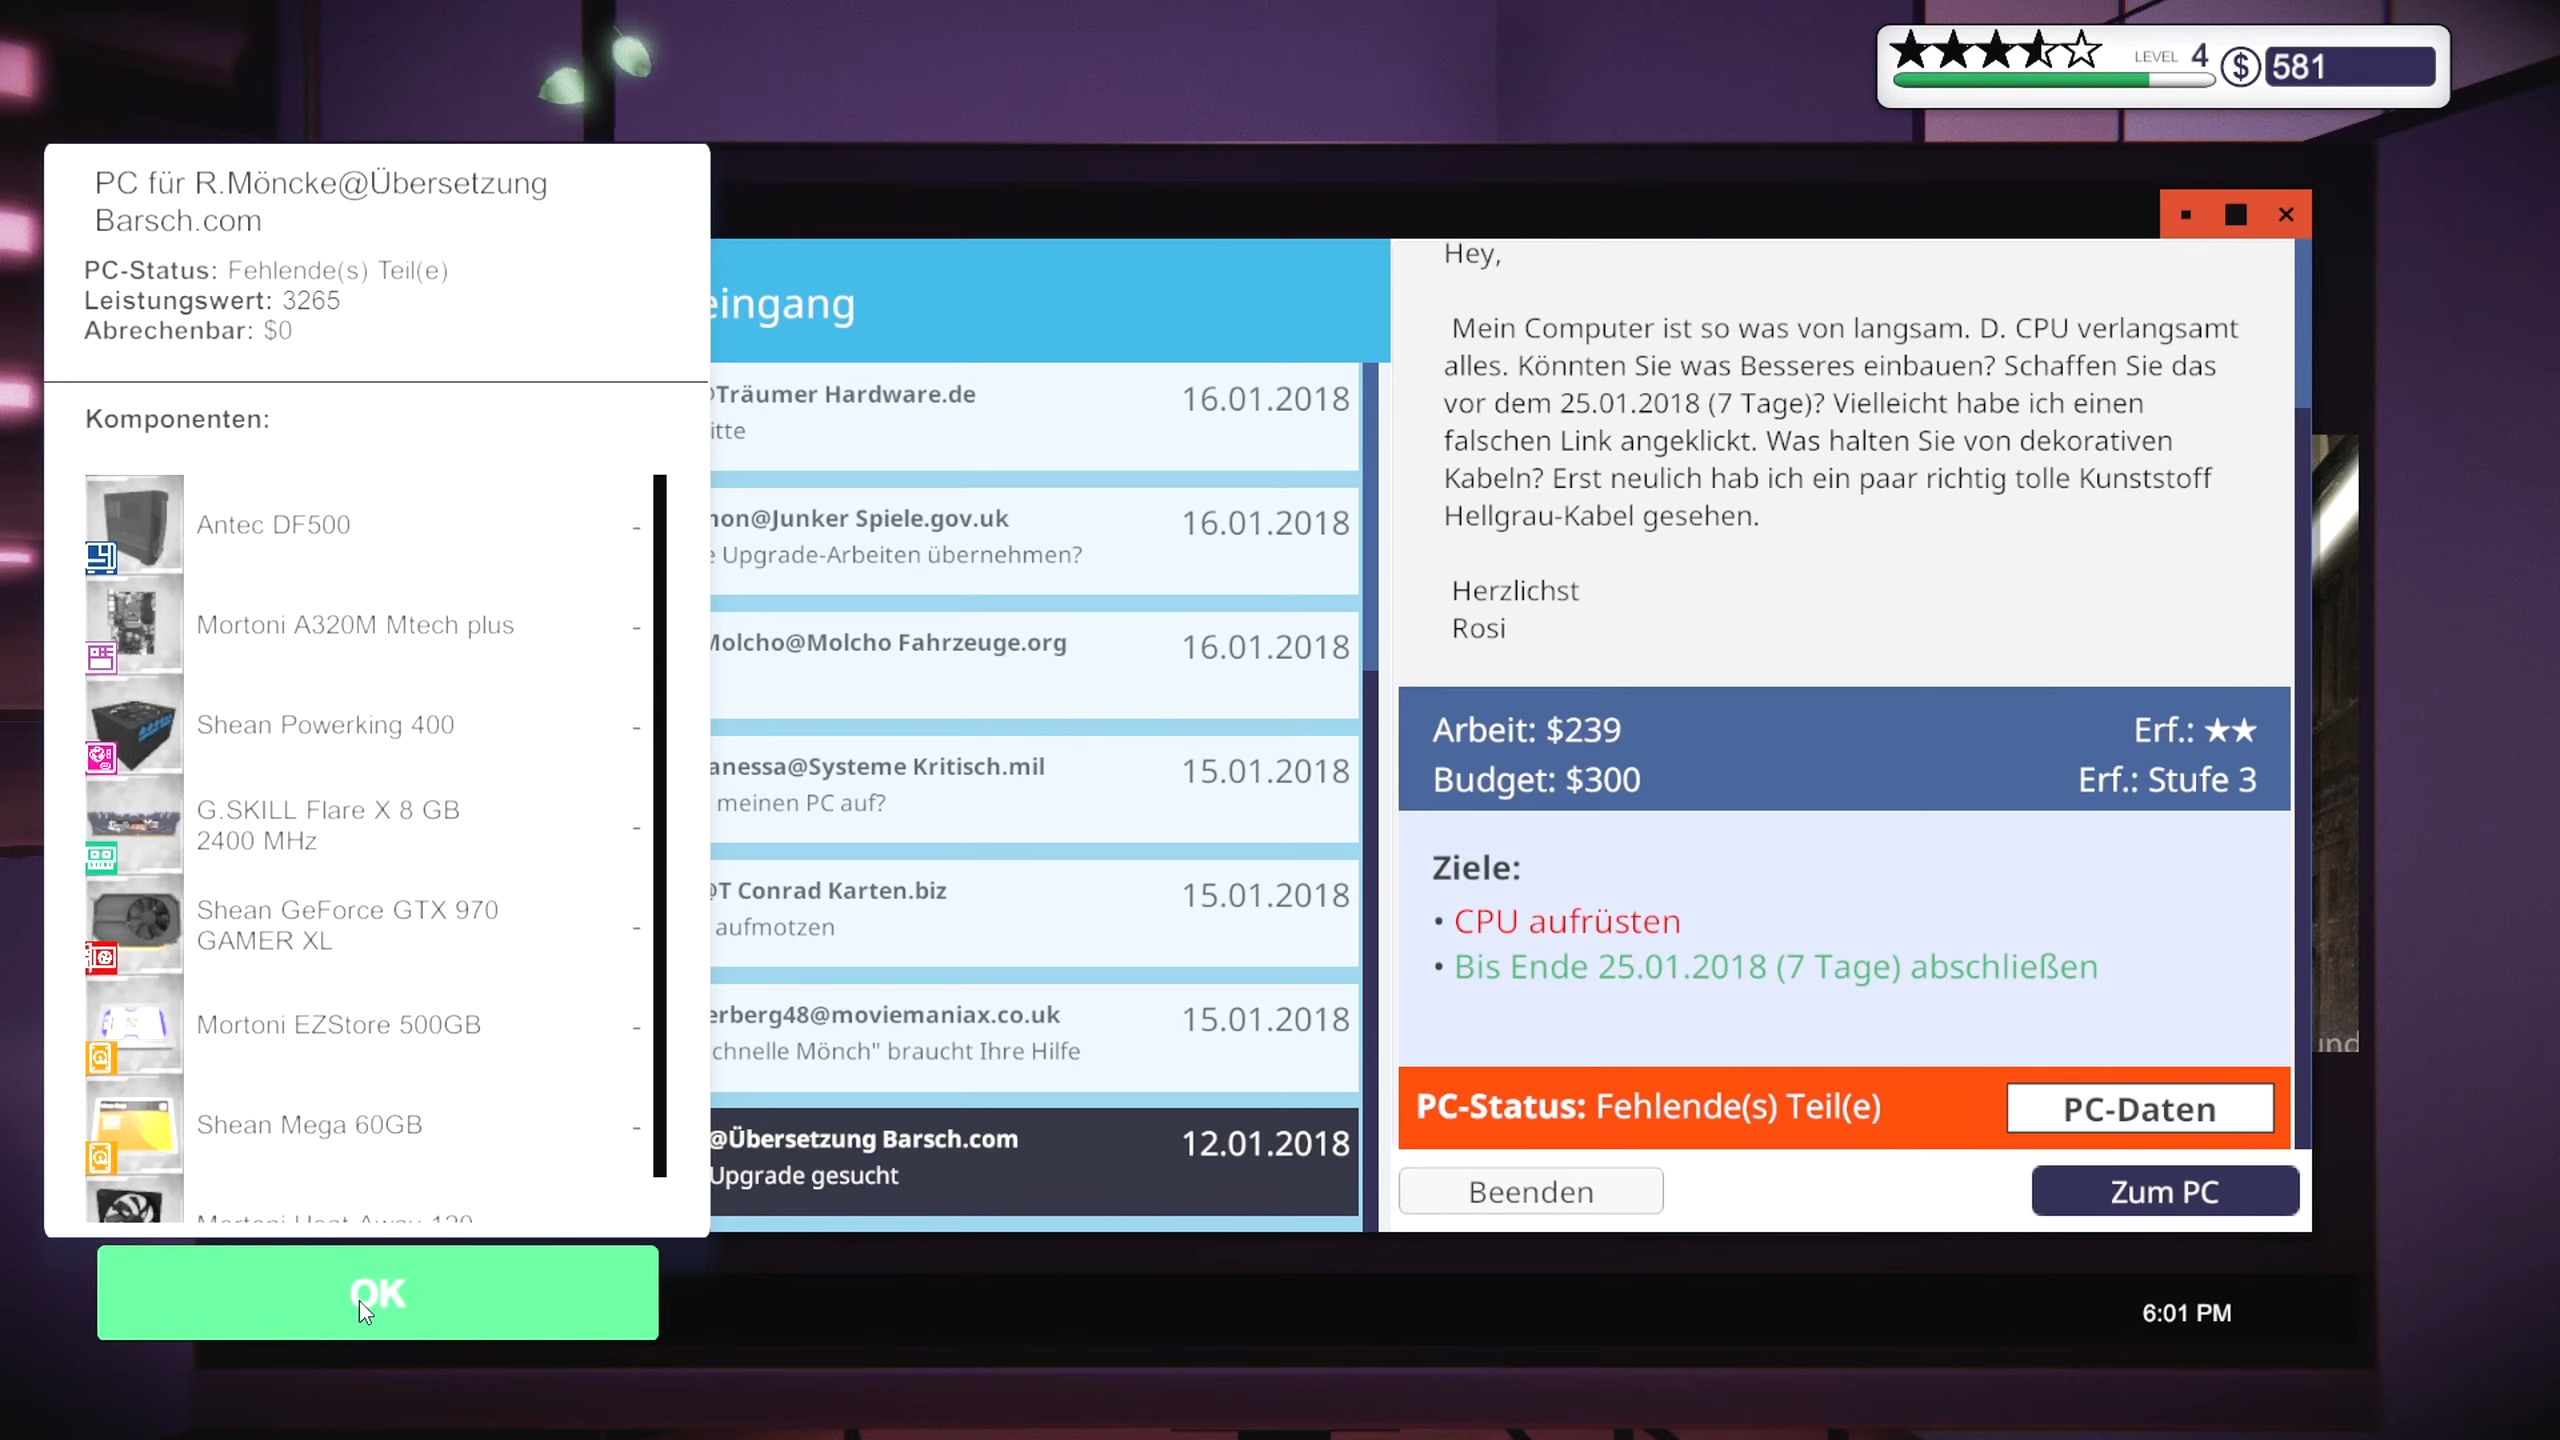 LEVEL 4
581
PC für R.Möncke@Übersetzung
Barsch.com
PC-Status: Fehlende(s) Teil(e)
Leistungswert: 3265
Abrechenbar: $0
Komponenten:
Antec DF500 -
Mortoni A320M Mtech plus -
Shean Powerking 400 -
G.SKILL Flare X 8 GB
2400 MHz -
Shean GeForce GTX 970
GAMER XL -
Mortoni EZStore 500GB -
Shean Mega 60GB -
Mortoni Heat Away 120
OK
eingang
@Träumer Hardware.de 16.01.2018
itte
non@Junker Spiele.gov.uk 16.01.2018
e Upgrade-Arbeiten übernehmen?
Molcho@Molcho Fahrzeuge.org 16.01.2018
anessa@Systeme Kritisch.mil 15.01.2018
meinen PC auf?
@T Conrad Karten.biz 15.01.2018
aufmotzen
erberg48@moviemaniax.co.uk 15.01.2018
chnelle Mönch" braucht Ihre Hilfe
@Übersetzung Barsch.com 12.01.2018
Upgrade gesucht
Hey,
Mein Computer ist so was von langsam. D. CPU verlangsamt
alles. Könnten Sie was Besseres einbauen? Schaffen Sie das
vor dem 25.01.2018 (7 Tage)? Vielleicht habe ich einen
falschen Link angeklickt. Was halten Sie von dekorativen
Kabeln? Erst neulich hab ich ein paar richtig tolle Kunststoff
Hellgrau-Kabel gesehen.
Herzlichst
Rosi
Arbeit: $239 Erf.: ★★
Budget: $300 Erf.: Stufe 3
Ziele:
• CPU aufrüsten
• Bis Ende 25.01.2018 (7 Tage) abschließen
PC-Status: Fehlende(s) Teil(e) PC-Daten
Beenden Zum PC
und
6:01 PM